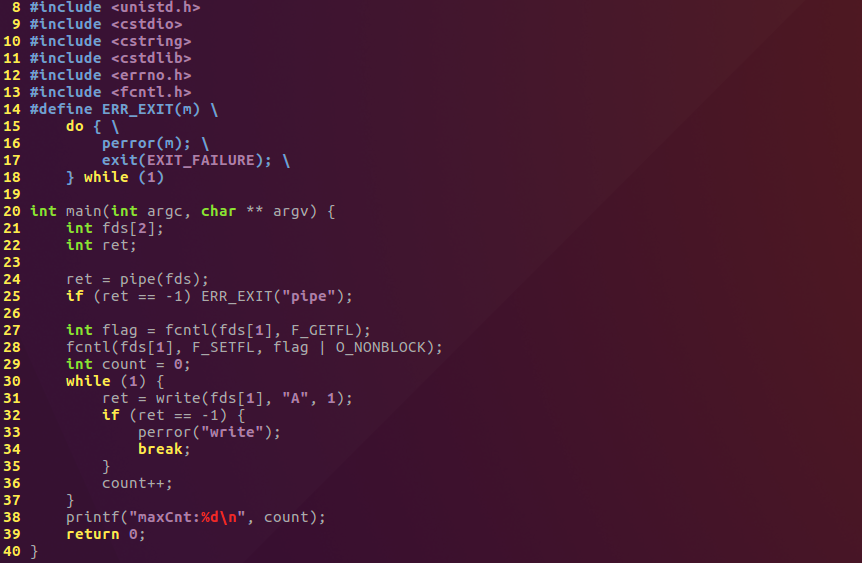 8 #include <unistd.h>
9 #include <cstdio>
10 #include <cstring>
11 #include <cstdlib>
12 #include <errno.h>
13 #include <fcntl.h>
14 #define ERR_EXIT(m) \
15     do { \
16         perror(m); \
17         exit(EXIT_FAILURE); \
18     } while (1)
19
20 int main(int argc, char ** argv) {
21     int fds[2];
22     int ret;
23
24     ret = pipe(fds);
25     if (ret == -1) ERR_EXIT("pipe");
26
27     int flag = fcntl(fds[1], F_GETFL);
28     fcntl(fds[1], F_SETFL, flag | O_NONBLOCK);
29     int count = 0;
30     while (1) {
31         ret = write(fds[1], "A", 1);
32         if (ret == -1) {
33             perror("write");
34             break;
35         }
36         count++;
37     }
38     printf("maxCnt:%d\n", count);
39     return 0;
40 }